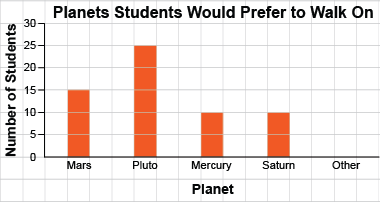 Planets Students Would Prefer to Walk On
Number of Students
30
25
20
15
10
5
0
Mars Pluto Mercury Saturn Other
Planet